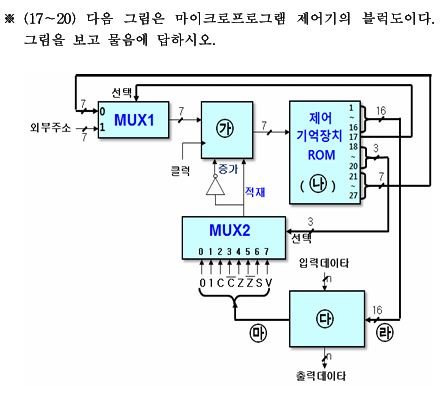 ※ (17~20) 다음 그림은 마이크로프로그램 제어기의 블럭도이다.
그림을 보고 물음에 답하시오.
선택
7
0
MUX1
7
㉮
7
외부주소
1
7
클럭
증가
적재
제어
기억장치
ROM
( ㉯ )
1
~
16
17
18
~
20
21
~
27
16
3
7
MUX2
3
선택
0 1 2 3 4 5 6 7
0 1 C C̅ Z Z̅ S V
입력데이타
n
㉰
16
㉱
㉲
n
출력데이타